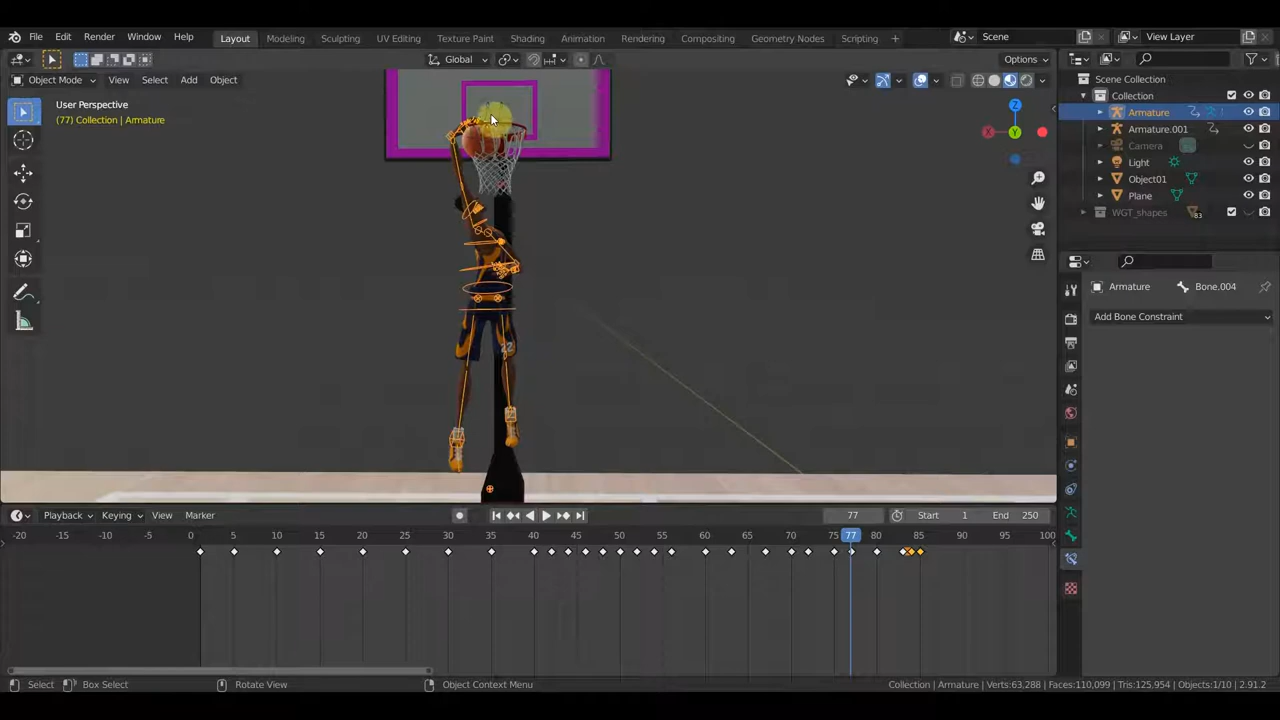 File Edit Render Window Help Layout Modeling Sculpting UV Editing Texture Paint Shading Animation Rendering Compositing Geometry Nodes Scripting + Scene View Layer
Global Options
Object Mode View Select Add Object Scene Collection
User Perspective Collection
(77) Collection | Armature Z Armature
X Y Armature.001
Camera
Light
Object01
Plane
WGT_shapes 83
Armature Bone.004
Add Bone Constraint
22
Playback Keying View Marker 77 Start 1 End 250
-20 -15 -10 -5 0 5 10 15 20 25 30 35 40 45 50 55 60 65 70 77 80 85 90 95 100
Select Box Select Rotate View Object Context Menu Collection | Armature | Verts:63,288 | Faces:110,099 | Tris:125,954 | Objects:1/10 | 2.91.2